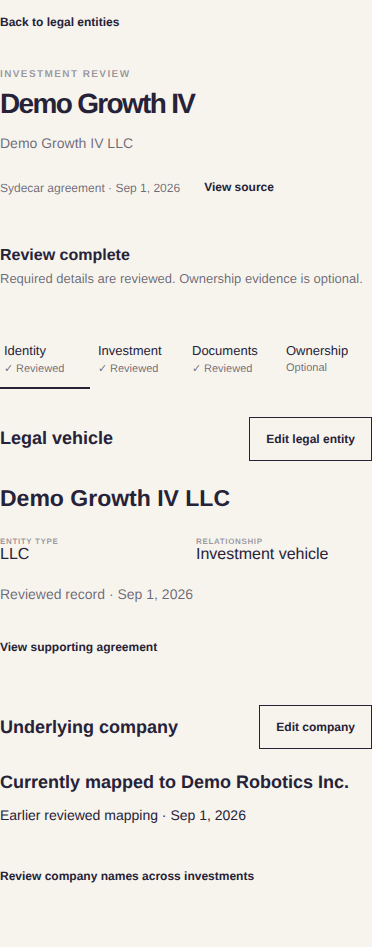 Back to legal entities
INVESTMENT REVIEW
Demo Growth IV
Demo Growth IV LLC
Sydecar agreement · Sep 1, 2026 View source
Review complete
Required details are reviewed. Ownership evidence is optional.
Identity Investment Documents Ownership
✓ Reviewed ✓ Reviewed ✓ Reviewed Optional
Legal vehicle Edit legal entity
Demo Growth IV LLC
ENTITY TYPE RELATIONSHIP
LLC Investment vehicle
Reviewed record · Sep 1, 2026
View supporting agreement
Underlying company Edit company
Currently mapped to Demo Robotics Inc.
Earlier reviewed mapping · Sep 1, 2026
Review company names across investments